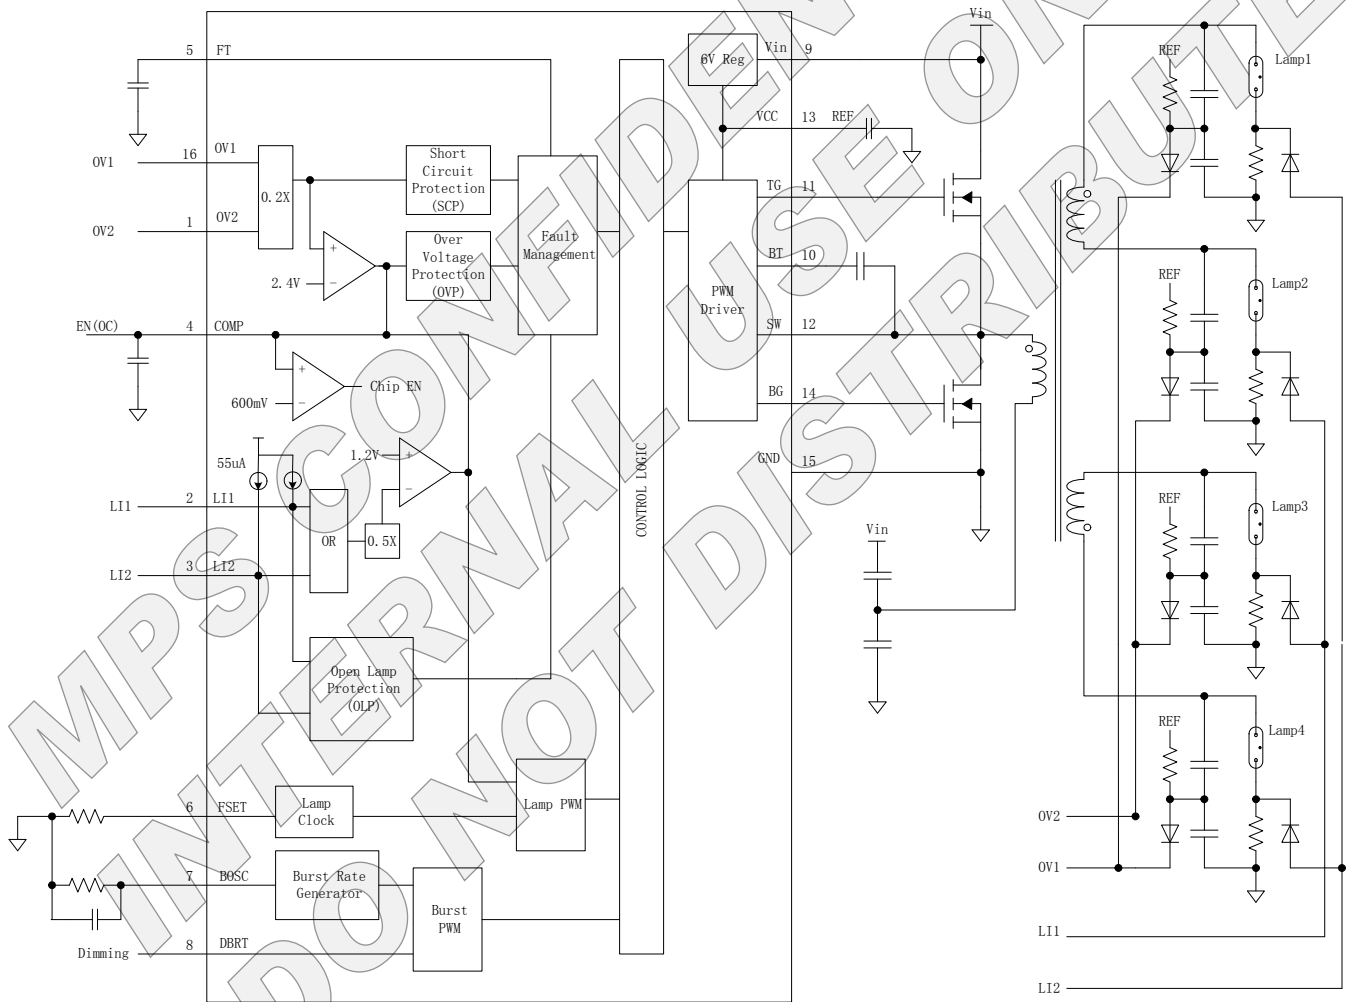 Vin
5 FT
Vin 9
6V Reg
REF
Lamp1
VCC 13 REF
16 OV1
OV1
Short
Circuit
Protection
(SCP)
0.2X
TG 11
1 OV2
OV2
Over
Voltage
Protection
(OVP)
Fault
Management
+
-
2.4V
BT 10
REF
Lamp2
PWM
Driver
EN(OC)
4 COMP
SW 12
+
-
Chip EN
600mV
BG 14
CONTROL LOGIC
1.2V
+
-
55uA
GND 15
2 LI1
LI1
OR
0.5X
REF
Lamp3
Vin
3 LI2
LI2
Open Lamp
Protection
(OLP)
REF
Lamp4
6 FSET
Lamp
Clock
Lamp PWM
OV2
7 BOSC
Burst Rate
Generator
OV1
Burst
PWM
Dimming
8 DBRT
LI1
LI2
MPS CONFIDENTIAL
INTERNAL USE ONLY
DO NOT DISTRIBUTE